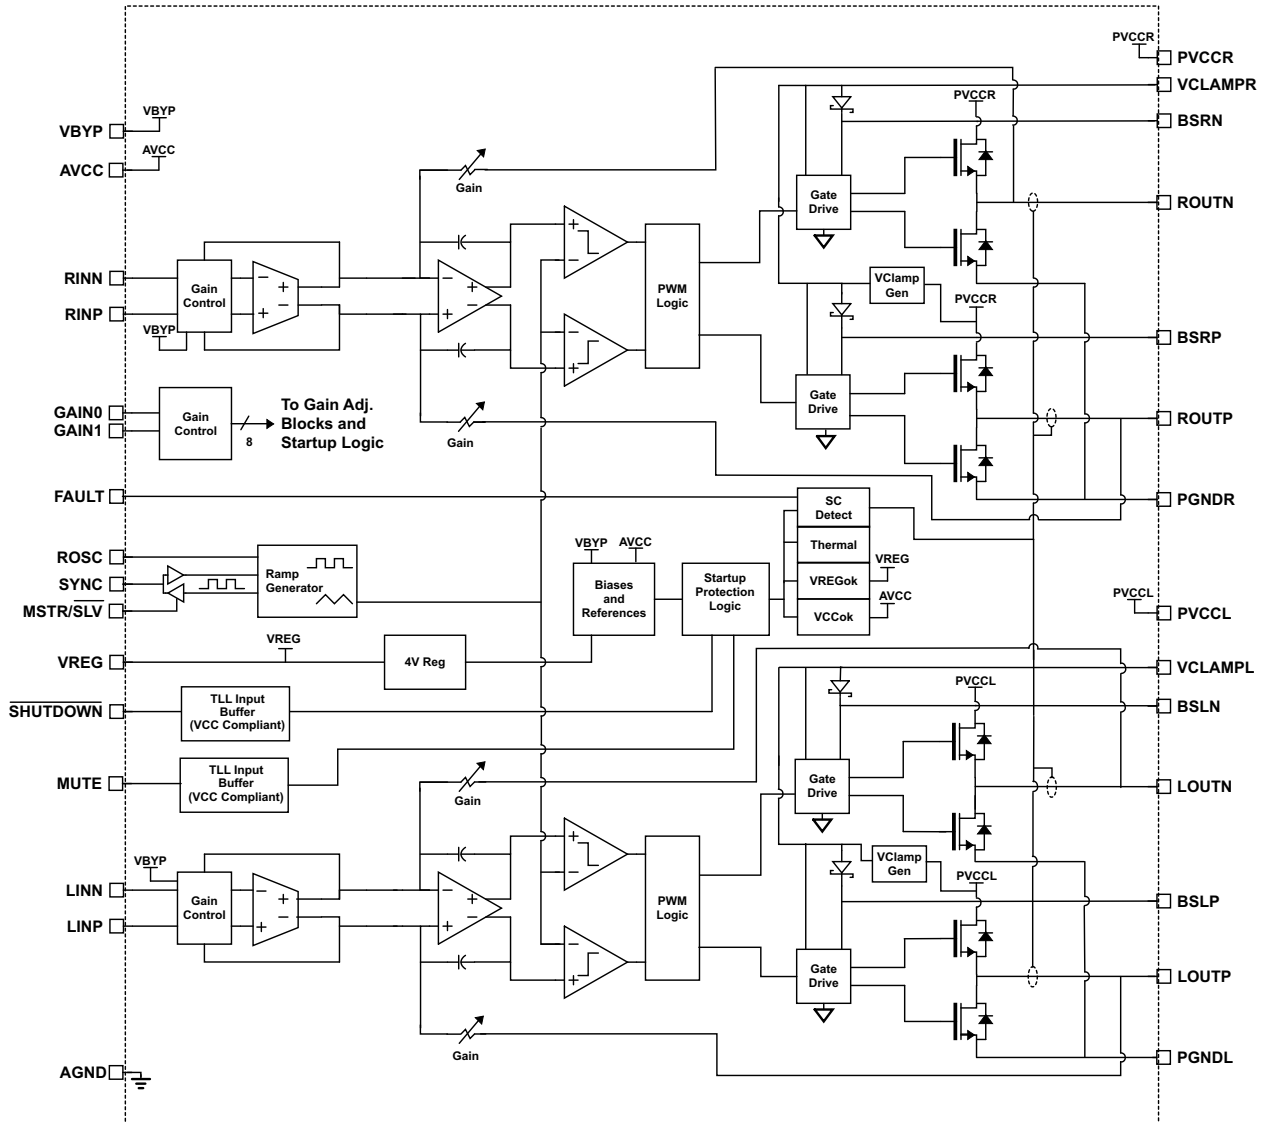 PVCCR
PVCCR
VCLAMPR
VBYP
VBYP
AVCC
AVCC
PVCCR
BSRN
Gain
Gate
Drive
ROUTN
RINN
RINP
VBYP
Gain
Control
− +
+ −
− +
+ −
+
−
−
+
PWM
Logic
VClamp
Gen
PVCCR
BSRP
GAIN0
GAIN1
Gain
Control
8
To Gain Adj.
Blocks and
Startup Logic
Gain
Gate
Drive
ROUTP
FAULT
SC
Detect
PGNDR
ROSC
SYNC
MSTR/SLV
Ramp
Generator
VBYP
AVCC
Biases
and
References
Startup
Protection
Logic
Thermal
VREGok
VREG
VCCok
AVCC
PVCCL
PVCCL
VREG
VREG
4V Reg
VCLAMPL
SHUTDOWN
TLL Input
Buffer
(VCC Compliant)
PVCCL
BSLN
MUTE
TLL Input
Buffer
(VCC Compliant)
Gain
Gate
Drive
LOUTN
VBYP
LINN
LINP
Gain
Control
− +
+ −
− +
+ −
+
−
−
+
PWM
Logic
VClamp
Gen
PVCCL
BSLP
Gate
Drive
LOUTP
Gain
PGNDL
AGND